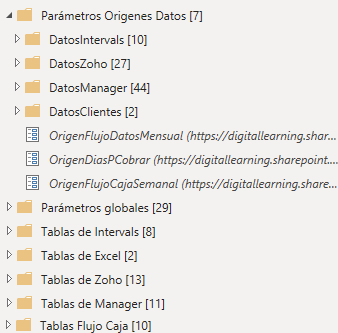 Parámetros Origenes Datos [7]
DatosIntervals [10]
DatosZoho [27]
DatosManager [44]
DatosClientes [2]
OrigenFlujoDatosMensual (https://digitallearning.shar...
OrigenDiasPCobrar (https://digitallearning.sharepoint....
OrigenFlujoCajaSemanal (https://digitallearning.share...
Parámetros globales [29]
Tablas de Intervals [8]
Tablas de Excel [2]
Tablas de Zoho [13]
Tablas de Manager [11]
Tablas Flujo Caja [10]